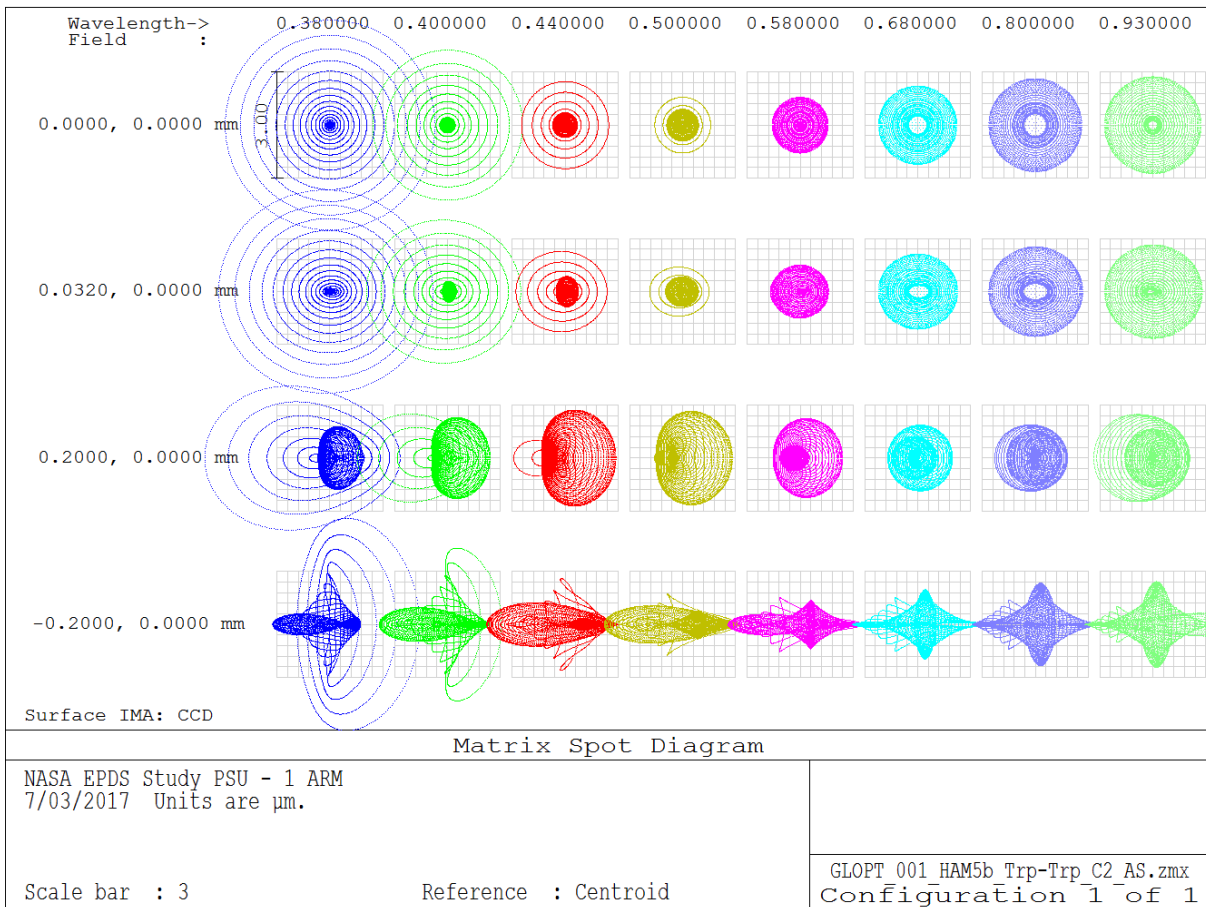 Wavelength-> 0.380000 0.400000 0.440000 0.500000 0.580000 0.680000 0.800000 0.930000
Field :
3.00
0.0000, 0.0000 mm
0.0320, 0.0000 mm
0.2000, 0.0000 mm
-0.2000, 0.0000 mm
Surface IMA: CCD
Matrix Spot Diagram
NASA EPDS Study PSU - 1 ARM
7/03/2017 Units are µm.
Scale bar : 3 Reference : Centroid
GLOPT_001_HAM5b_Trp-Trp_C2_AS.zmx
Configuration 1 of 1